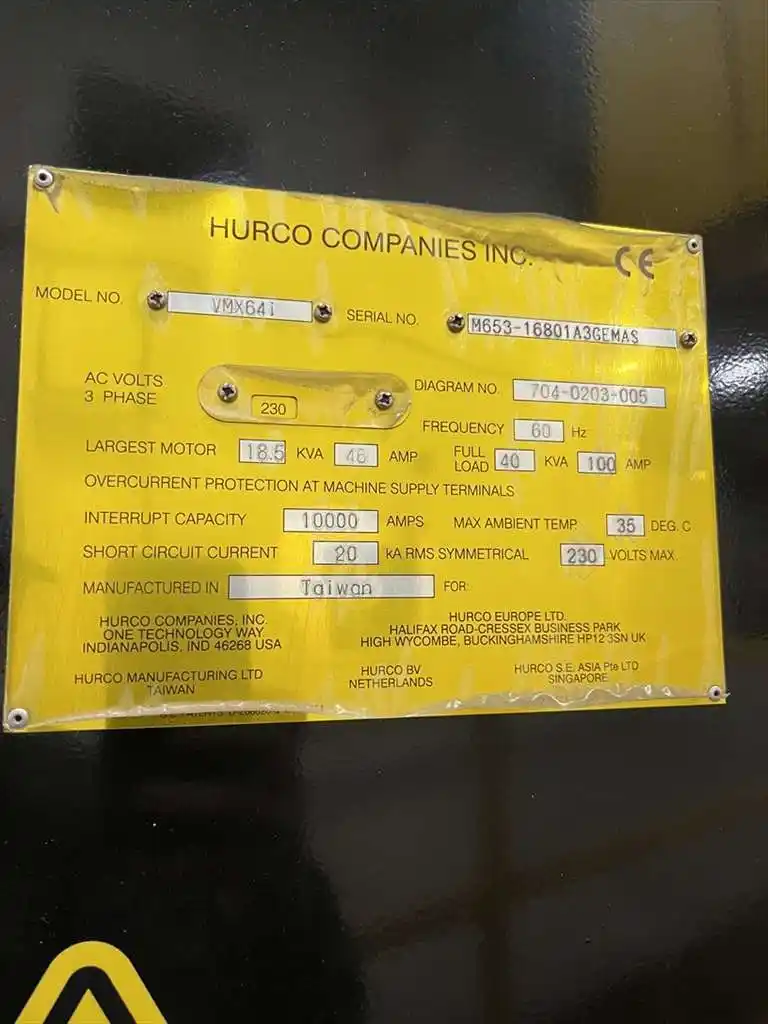 HURCO COMPANIES INC.
CE
MODEL NO. VMX64i SERIAL NO. M653-16801A3GEMAS
AC VOLTS
3 PHASE
230
DIAGRAM NO. 704-0203-005
FREQUENCY 60 Hz
LARGEST MOTOR 18.5 KVA 46 AMP
FULL
LOAD 40 KVA 100 AMP
OVERCURRENT PROTECTION AT MACHINE SUPPLY TERMINALS
INTERRUPT CAPACITY 10000 AMPS MAX AMBIENT TEMP. 35 DEG. C
SHORT CIRCUIT CURRENT 20 kA RMS SYMMETRICAL 230 VOLTS MAX.
MANUFACTURED IN Taiwan FOR:
HURCO COMPANIES, INC.
ONE TECHNOLOGY WAY
INDIANAPOLIS, IND 46268 USA
HURCO EUROPE LTD.
HALIFAX ROAD-CRESSEX BUSINESS PARK
HIGH WYCOMBE, BUCKINGHAMSHIRE HP12 3SN UK
HURCO MANUFACTURING LTD
TAIWAN
HURCO BV
NETHERLANDS
HURCO S.E. ASIA Pte LTD
SINGAPORE